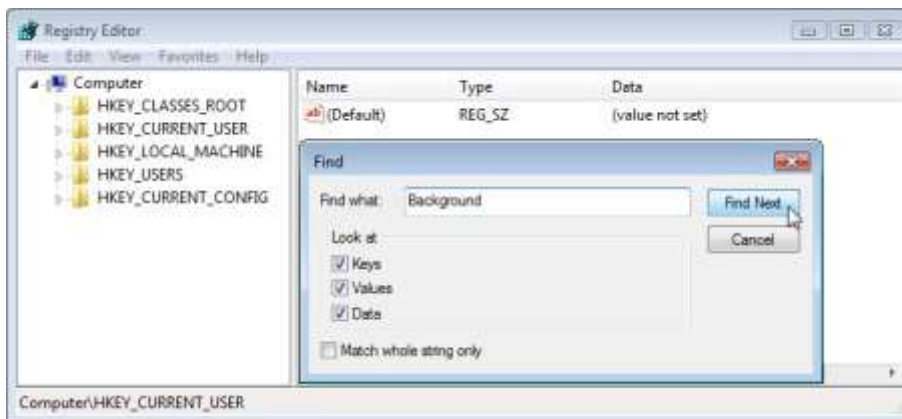 Registry Editor
File Edit View Favorites Help
Computer
HKEY_CLASSES_ROOT
HKEY_CURRENT_USER
HKEY_LOCAL_MACHINE
HKEY_USERS
HKEY_CURRENT_CONFIG
Name Type Data
ab (Default) REG_SZ (value not set)
Find
Find what: Background
Find Next
Cancel
Look at
Keys
Values
Data
Match whole string only
Computer\HKEY_CURRENT_USER